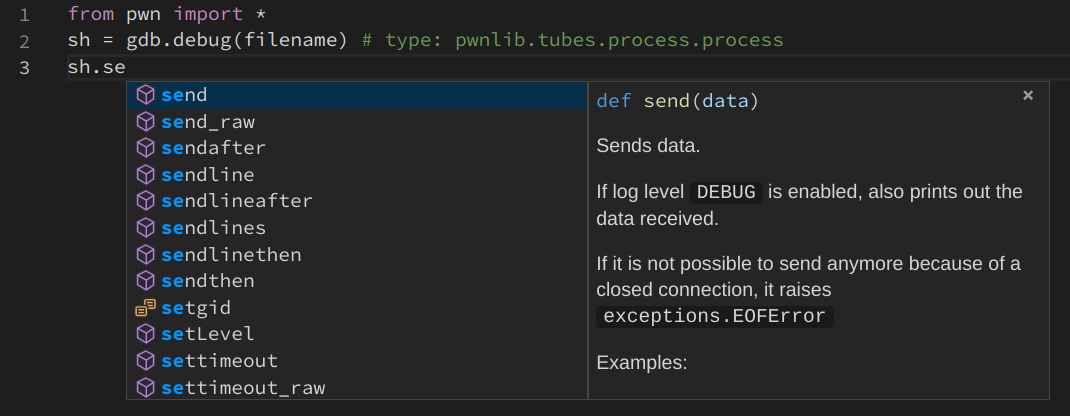 1 from pwn import *
2 sh = gdb.debug(filename) # type: pwnlib.tubes.process.process
3 sh.se
send
send_raw
sendafter
sendline
sendlineafter
sendlines
sendlinethen
sendthen
setgid
setLevel
settimeout
settimeout_raw
def send(data) ×
Sends data.
If log level DEBUG is enabled, also prints out the
data received.
If it is not possible to send anymore because of a
closed connection, it raises
exceptions.EOFError
Examples: